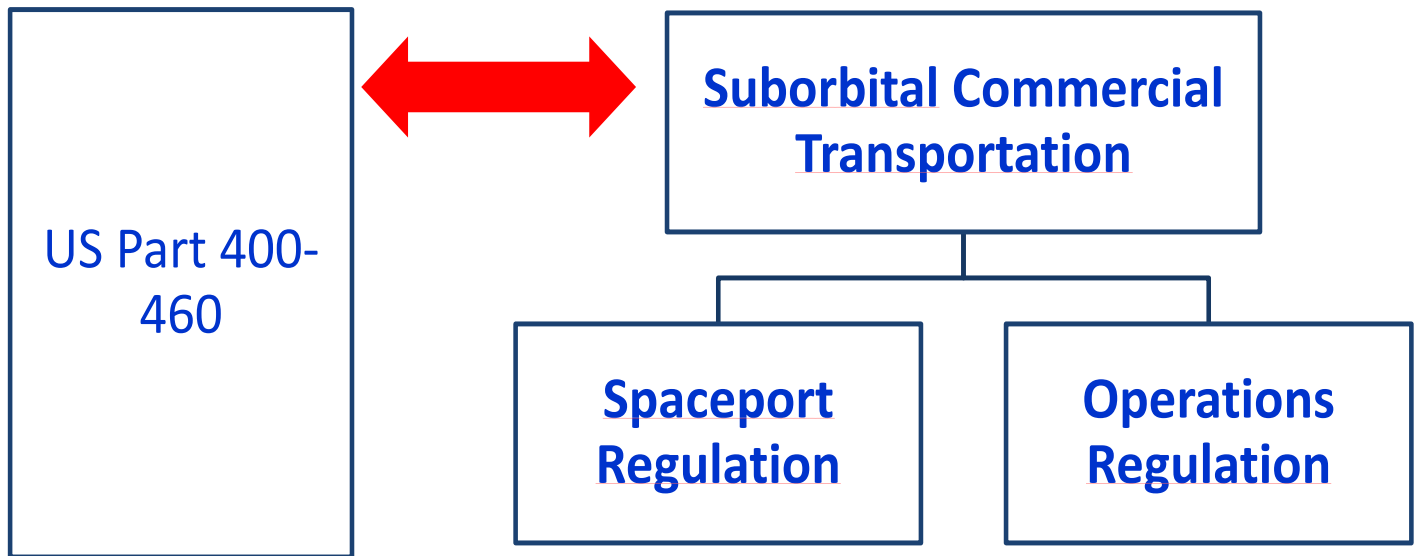 US Part 400-
460
Suborbital Commercial
Transportation
Spaceport
Regulation
Operations
Regulation